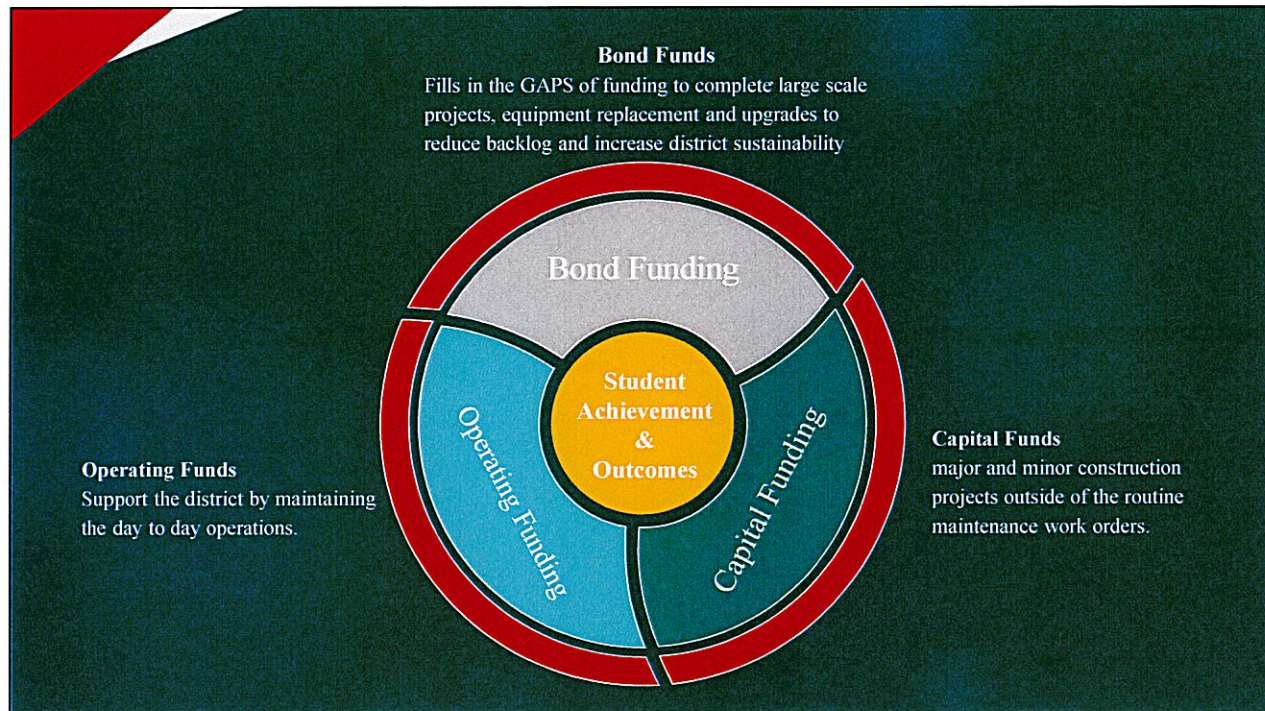 Bond Funds
Fills in the GAPS of funding to complete large scale
projects, equipment replacement and upgrades to
reduce backlog and increase district sustainability
Bond Funding
Student
Achievement
&
Outcomes
Operating Funding
Capital Funding
Operating Funds
Support the district by maintaining
the day to day operations.
Capital Funds
major and minor construction
projects outside of the routine
maintenance work orders.